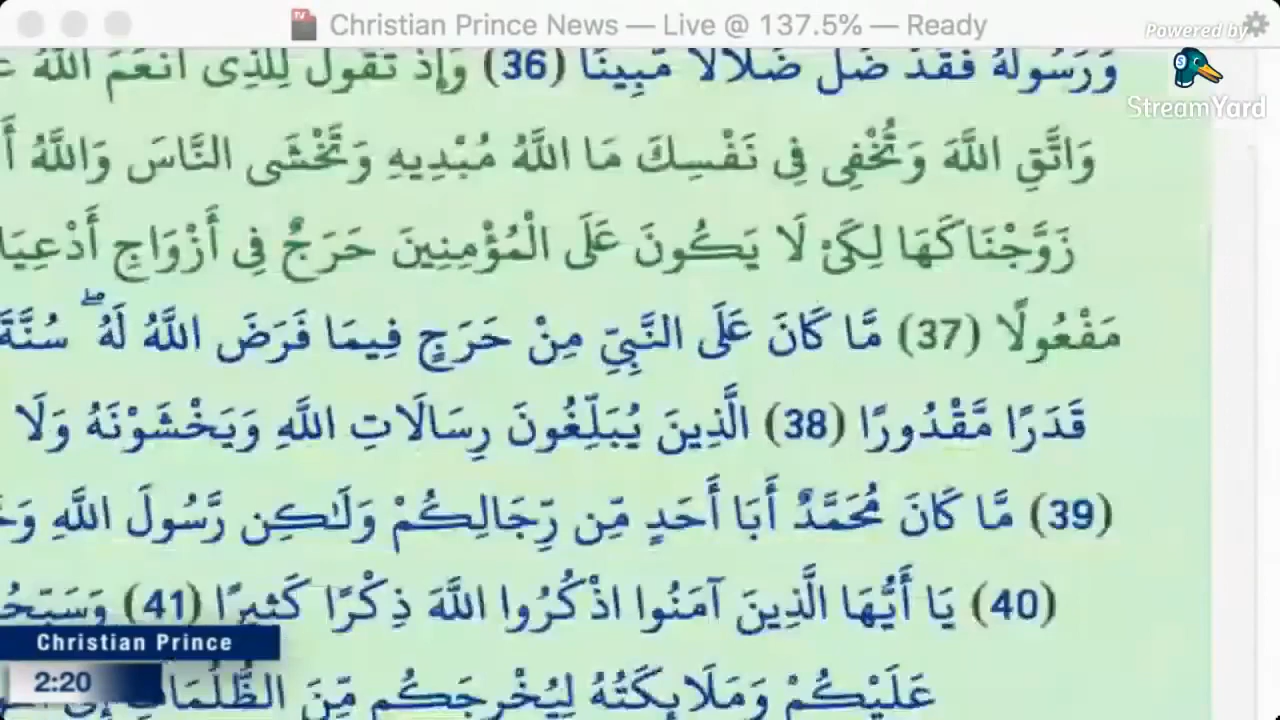 Christian Prince News — Live @ 137.5% — Ready
Powered by
StreamYard
وَرَسُولَهُ فَقَدْ ضَلَّ ضَلَالًا مُّبِينًا (36) وَإِذْ تَقُولُ لِلَّذِي أَنْعَمَ اللَّهُ
وَاتَّقِ اللَّهَ وَتُخْفِي فِي نَفْسِكَ مَا اللَّهُ مُبْدِيهِ وَتَخْشَى النَّاسَ وَاللَّهُ
زَوَّجْنَاكَهَا لِكَيْ لَا يَكُونَ عَلَى الْمُؤْمِنِينَ حَرَجٌ فِي أَزْوَاجِ أَدْعِيَا
مَفْعُولًا (37) مَّا كَانَ عَلَى النَّبِيِّ مِنْ حَرَجٍ فِيمَا فَرَضَ اللَّهُ لَهُ ۖ سُنَّةَ
قَدَرًا مَّقْدُورًا (38) الَّذِينَ يُبَلِّغُونَ رِسَالَاتِ اللَّهِ وَيَخْشَوْنَهُ وَلَا
(39) مَّا كَانَ مُحَمَّدٌ أَبَا أَحَدٍ مِّن رِّجَالِكُمْ وَلَٰكِن رَّسُولَ اللَّهِ
(40) يَا أَيُّهَا الَّذِينَ آمَنُوا اذْكُرُوا اللَّهَ ذِكْرًا كَثِيرًا (41)
Christian Prince
عَلَيْكُمْ وَمَلَائِكَتُهُ لِيُخْرِجَكُم مِّنَ
2:20